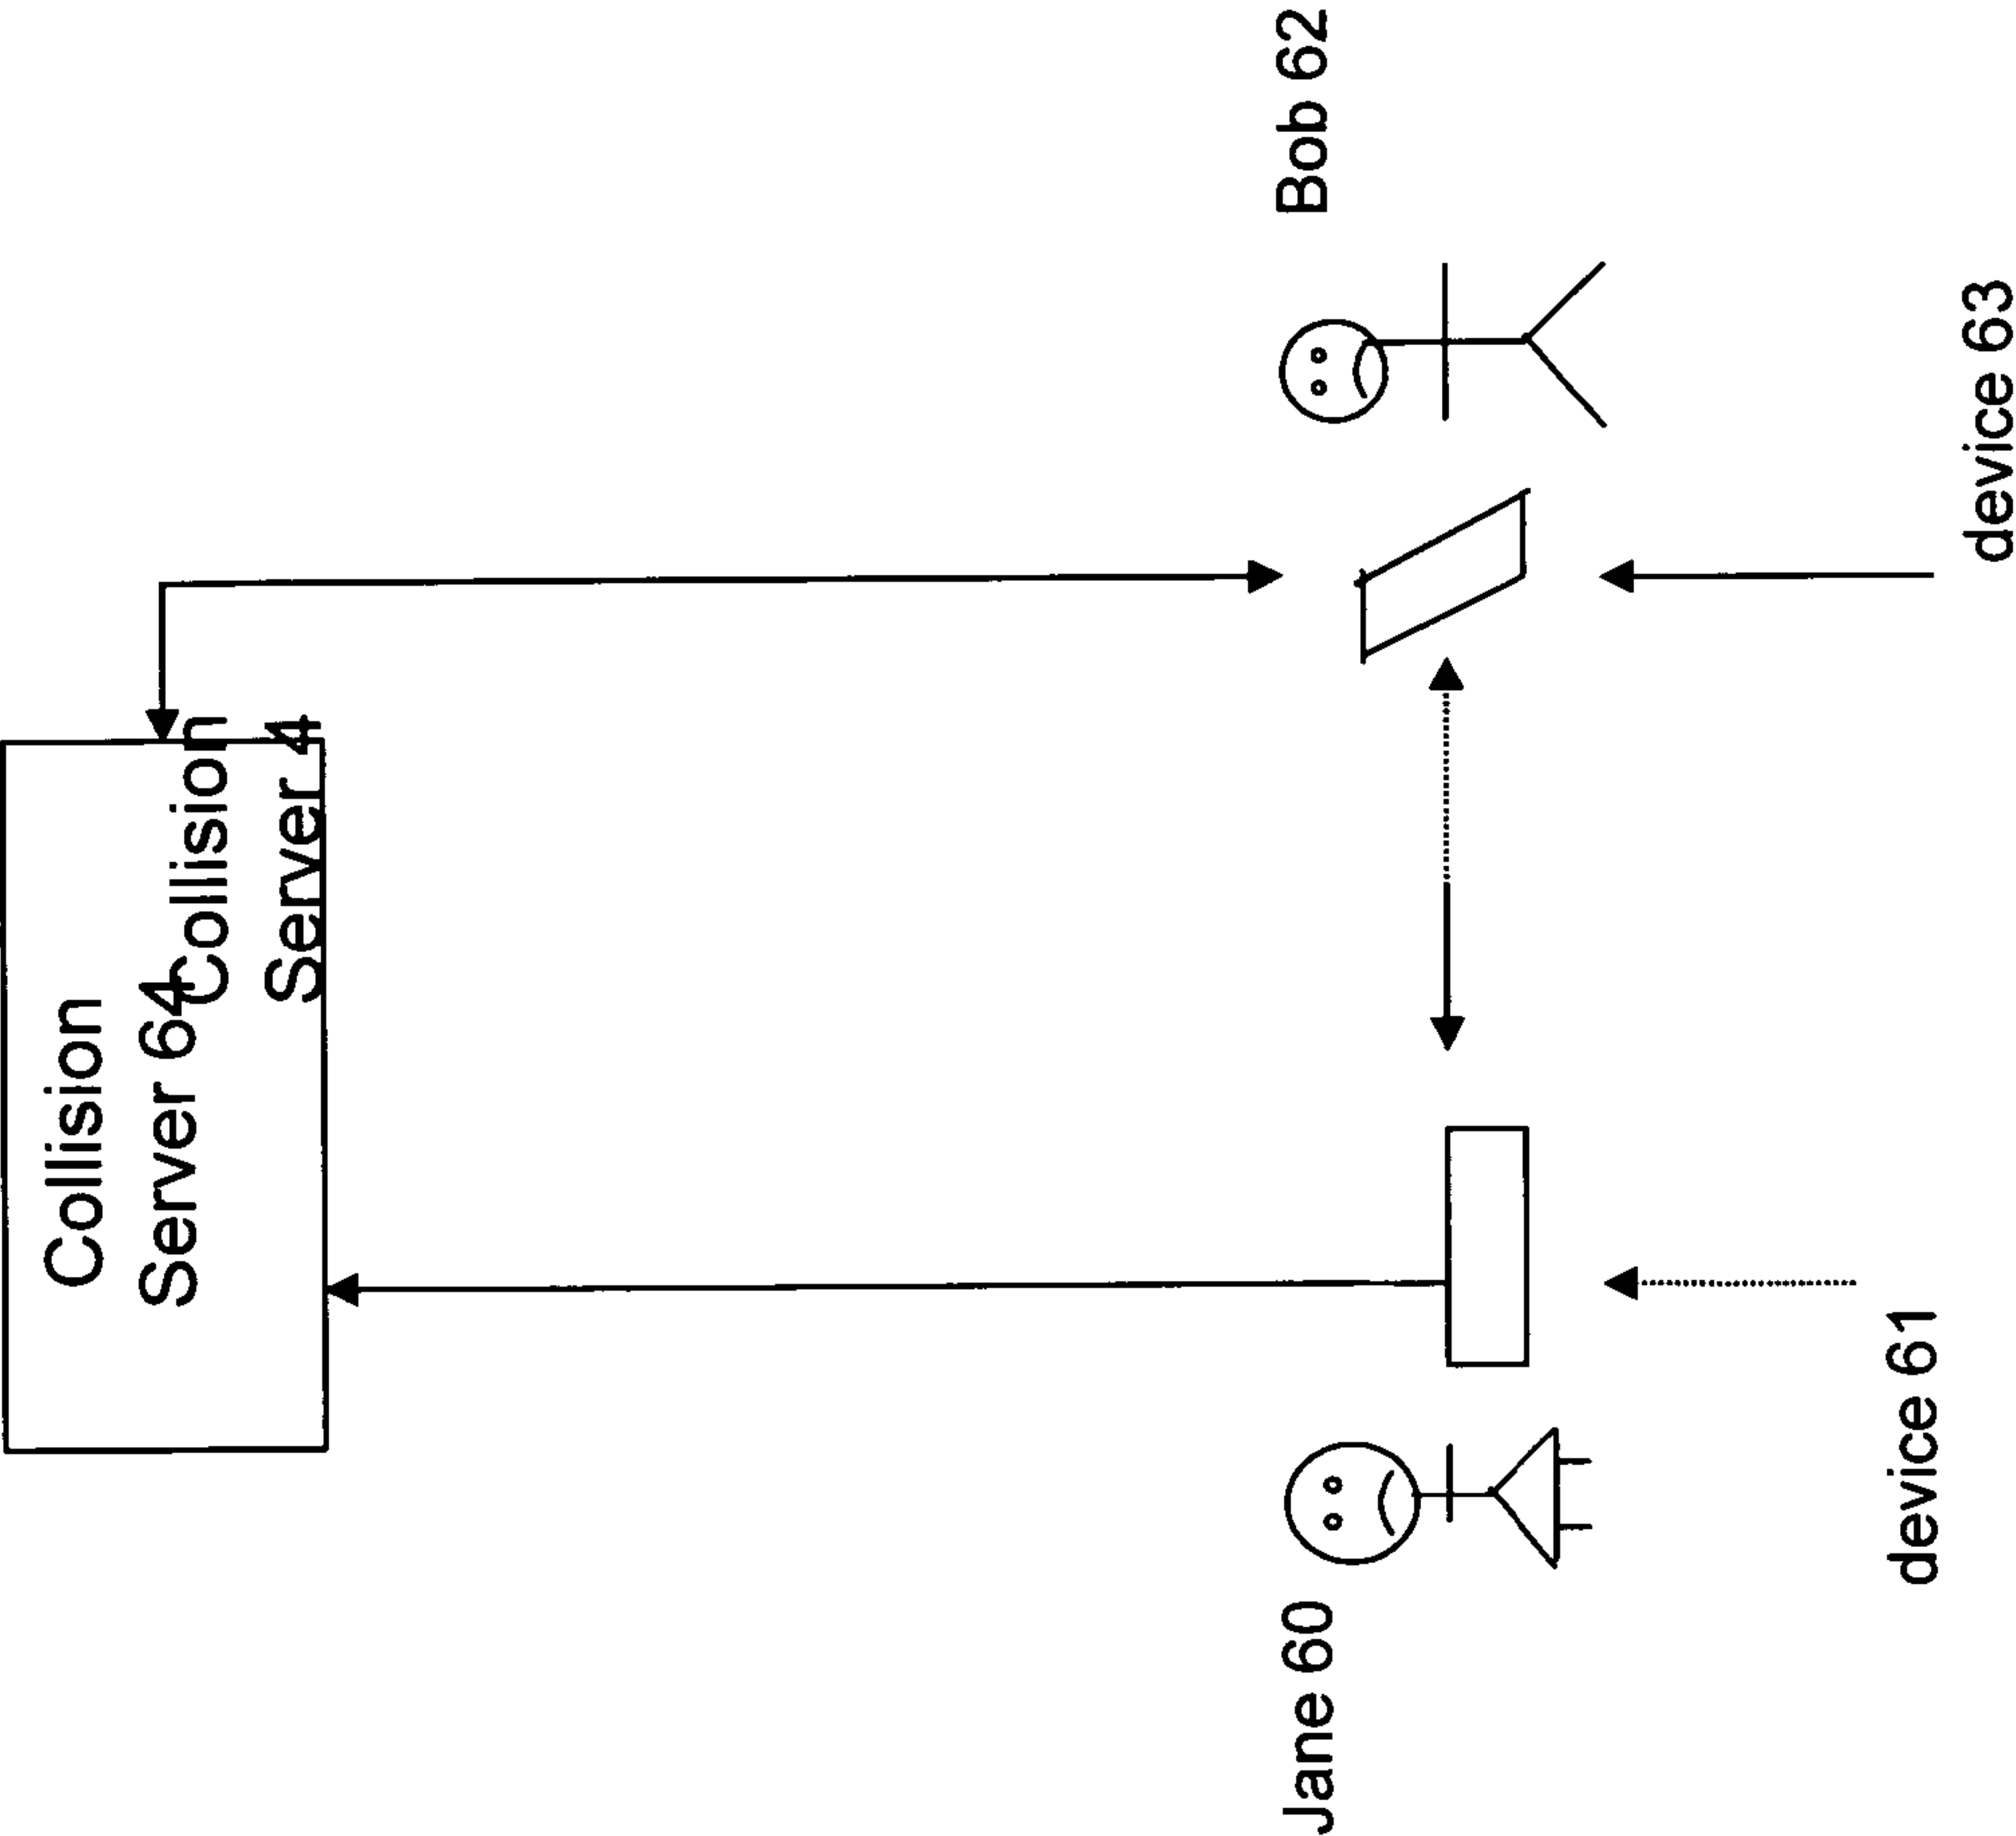 Collision
Server 64
Collision
Server 4
Jane 60
Bob 62
device 61
device 63